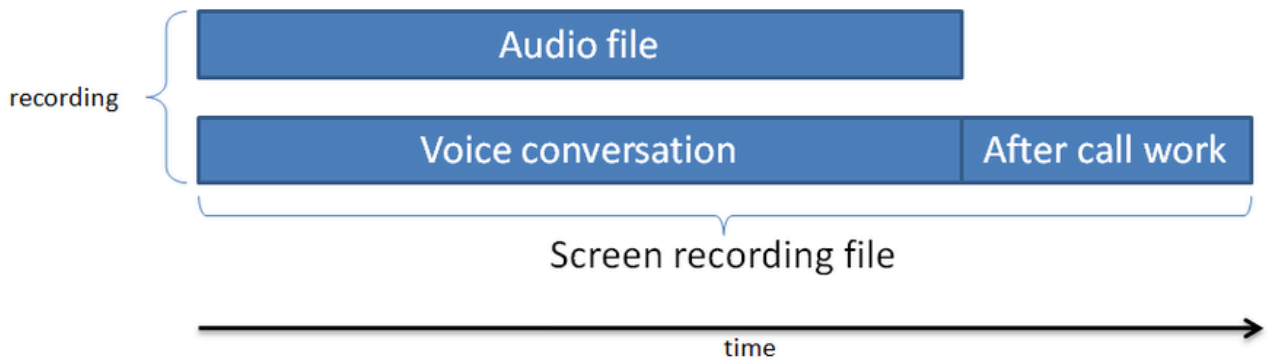 Audio file
recording
Voice conversation
After call work
Screen recording file
time